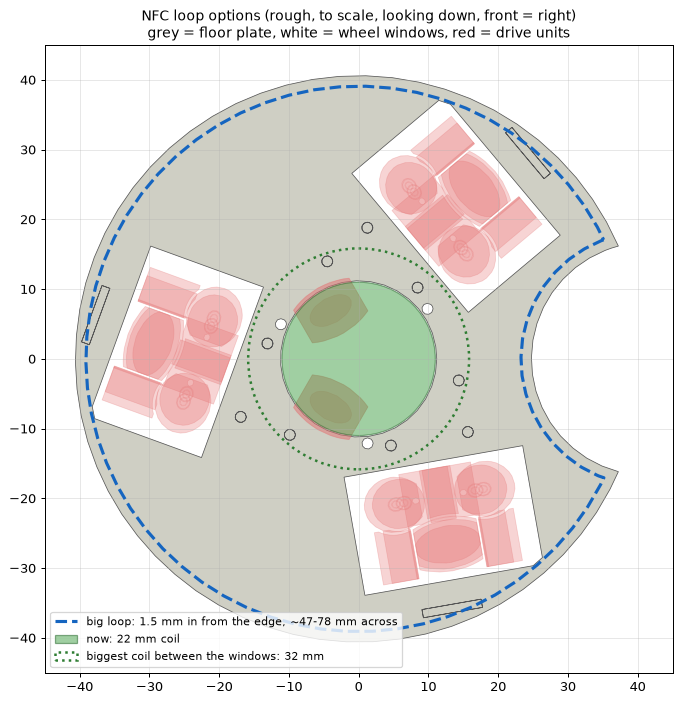 NFC loop options (rough, to scale, looking down, front = right)
grey = floor plate, white = wheel windows, red = drive units
40
30
20
10
0
−10
−20
−30
−40
big loop: 1.5 mm in from the edge, ~47-78 mm across
now: 22 mm coil
biggest coil between the windows: 32 mm
−40 −30 −20 −10 0 10 20 30 40